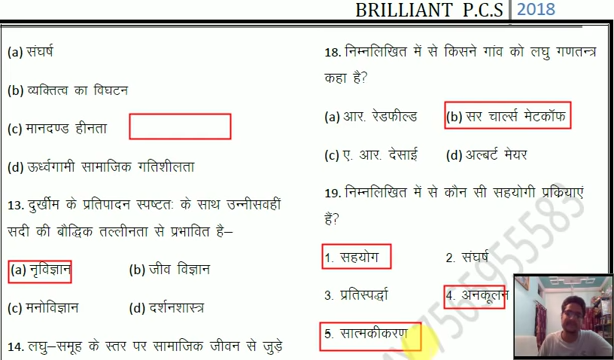 BRILLIANT P.C.S 2018
(a) संघर्ष
(b) व्यक्तित्व का विघटन
(c) मानदण्ड हीनता
(d) ऊर्ध्वगामी सामाजिक गतिशीलता
13. दुर्खीम के प्रतिपादन स्पष्टतः के साथ उन्नीसवहीं
सदी की बौद्धिक तल्लीनता से प्रभावित है–
(a) नृविज्ञान (b) जीव विज्ञान
(c) मनोविज्ञान (d) दर्शनशास्त्र
14. लघु–समूह के स्तर पर सामाजिक जीवन से जुड़े
18. निम्नलिखित में से किसने गांव को लघु गणतन्त्र
कहा है?
(a) आर. रेडफील्ड (b) सर चार्ल्स मेटकॉफ
(c) ए. आर. देसाई (d) अल्बर्ट मेयर
19. निम्नलिखित में से कौन सी सहयोगी प्रकियाएं
हैं?
1. सहयोग 2. संघर्ष
3. प्रतिस्पर्द्धा 4. अनकूलन
5. सात्मकीकरण
7565955583